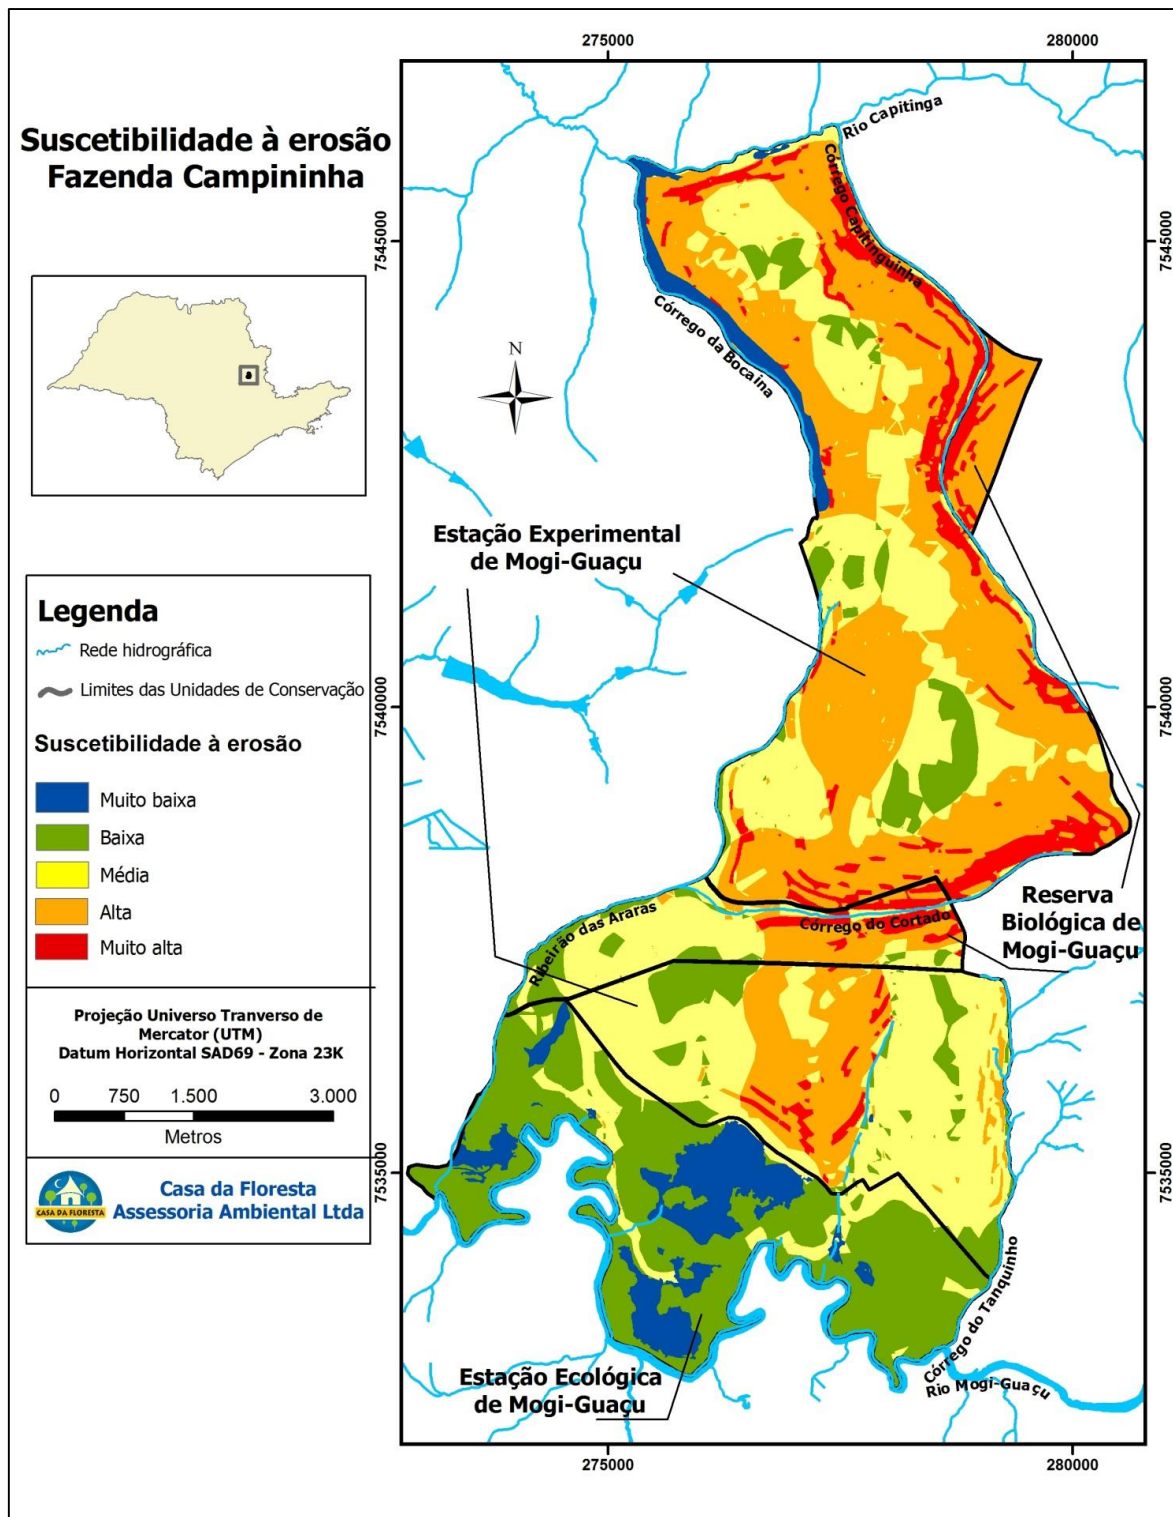 Suscetibilidade à erosão
Fazenda Campininha
275000
280000
7545000
7545000
7540000
7540000
7535000
7535000
275000
280000
N
Rio Capitinga
Córrego Capitinguinha
Córrego da Bocaina
Estação Experimental
de Mogi-Guaçu
Reserva
Biológica de
Mogi-Guaçu
Ribeirão das Araras
Córrego do Cortado
Córrego do Tanquinho
Rio Mogi-Guaçu
Estação Ecológica
de Mogi-Guaçu
Legenda
Rede hidrográfica
Limites das Unidades de Conservação
Suscetibilidade à erosão
Muito baixa
Baixa
Média
Alta
Muito alta
Projeção Universo Tranverso de
Mercator (UTM)
Datum Horizontal SAD69 - Zona 23K
0 750 1.500 3.000
Metros
CASA DA FLORESTA
Casa da Floresta
Assessoria Ambiental Ltda